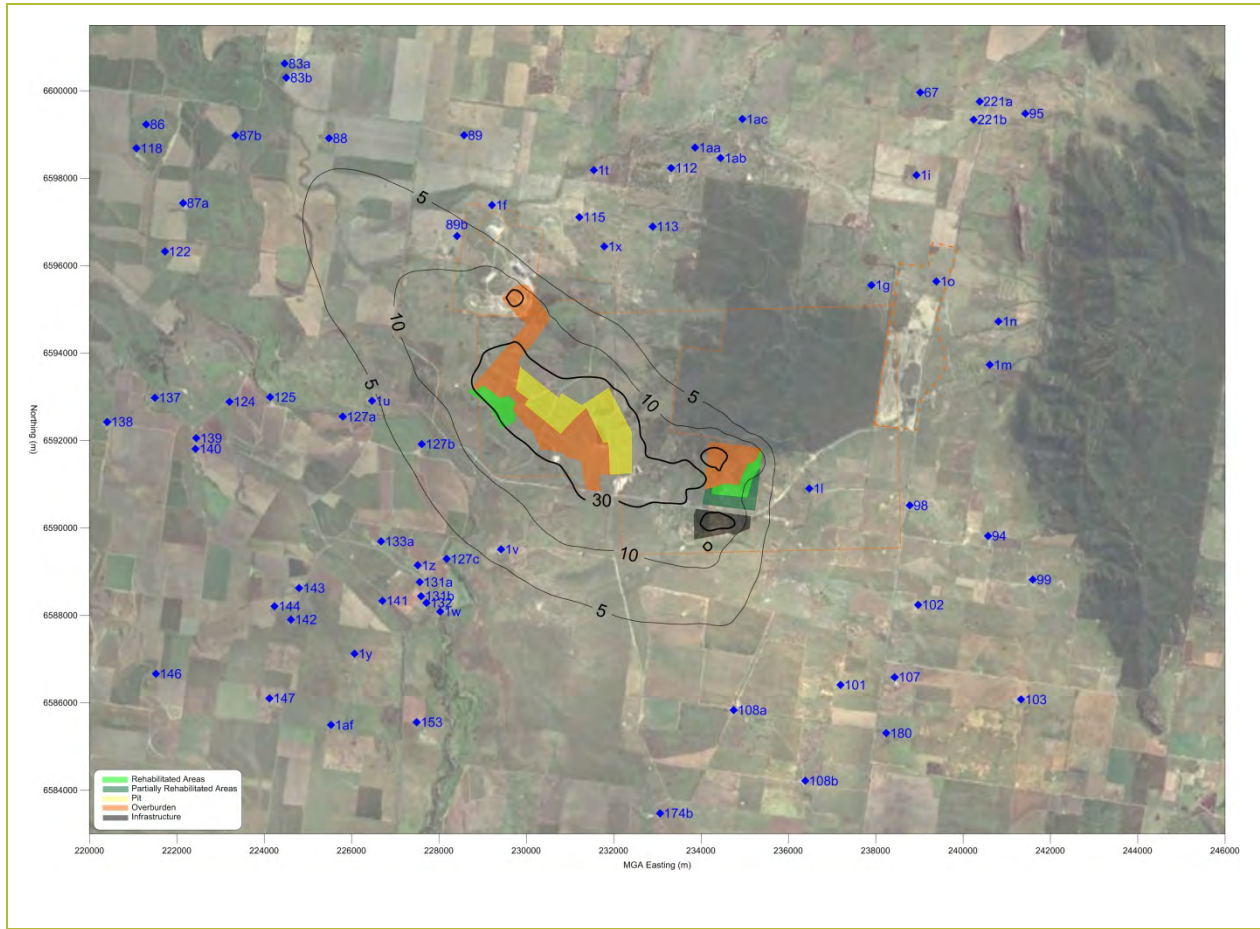 83a
83b
6600000
67
221a
221b
95
86
118
87b
88
89
1ac
1aa
1ab
112
1t
1i
6598000
87a
5
1f
89b
115
113
1x
122
6596000
1g
1o
10
1n
6594000
5
1m
10
5
137
124
125
1u
127a
138
139
140
127b
6592000
Northing (m)
30
1l
98
6590000
94
133a
127c
1v
10
1z
131a
131b
132
1w
5
141
143
144
142
99
102
6588000
1y
146
147
1af
153
101
107
103
108a
180
6586000
108b
174b
6584000
Rehabilitated Areas
Partially Rehabilitated Areas
Pit
Overburden
Infrastructure
220000 222000 224000 226000 228000 230000 232000 234000 236000 238000 240000 242000 244000 246000
MGA Easting (m)